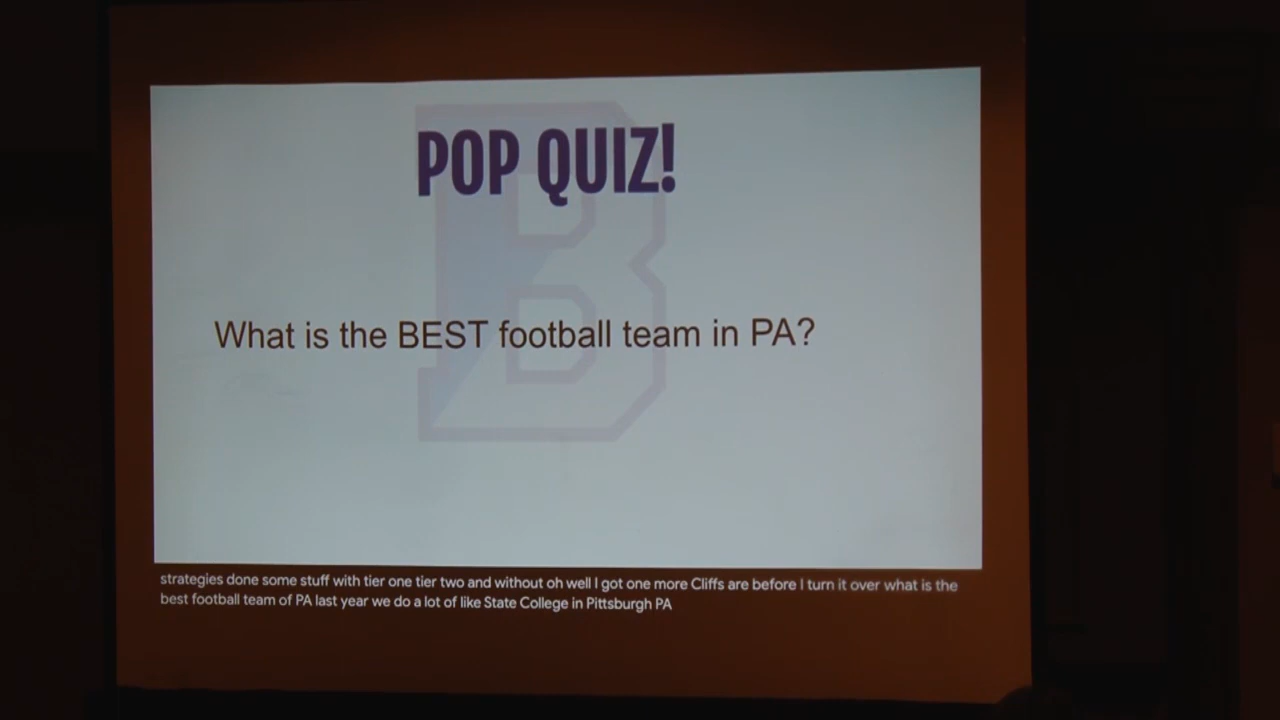 POP QUIZ!
What is the BEST football team in PA?
strategies done some stuff with tier one tier two and without oh well I got one more Cliffs are before I turn it over what is the
best football team of PA last year we do a lot of like State College in Pittsburgh PA
B